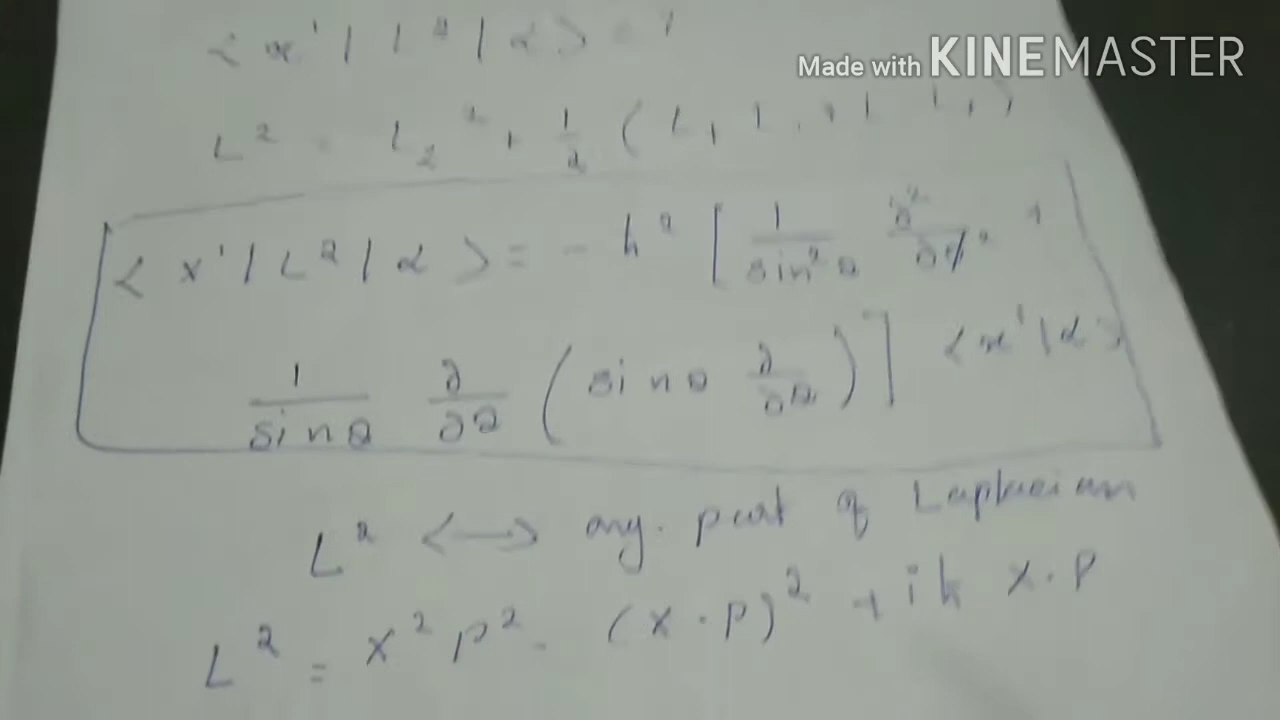 Made with KINEMASTER
< x' | L² | α > =
L² = L_z² + 1/2 (
< x' | L² | α > = - ħ² [ 1/sin²θ ∂²/∂φ² +
1/sinθ ∂/∂θ ( sinθ ∂/∂θ ) ] < x' | α >
L² <—> ang. part of Laplacian
L² = x² p² - (x · p)² + iħ x · p